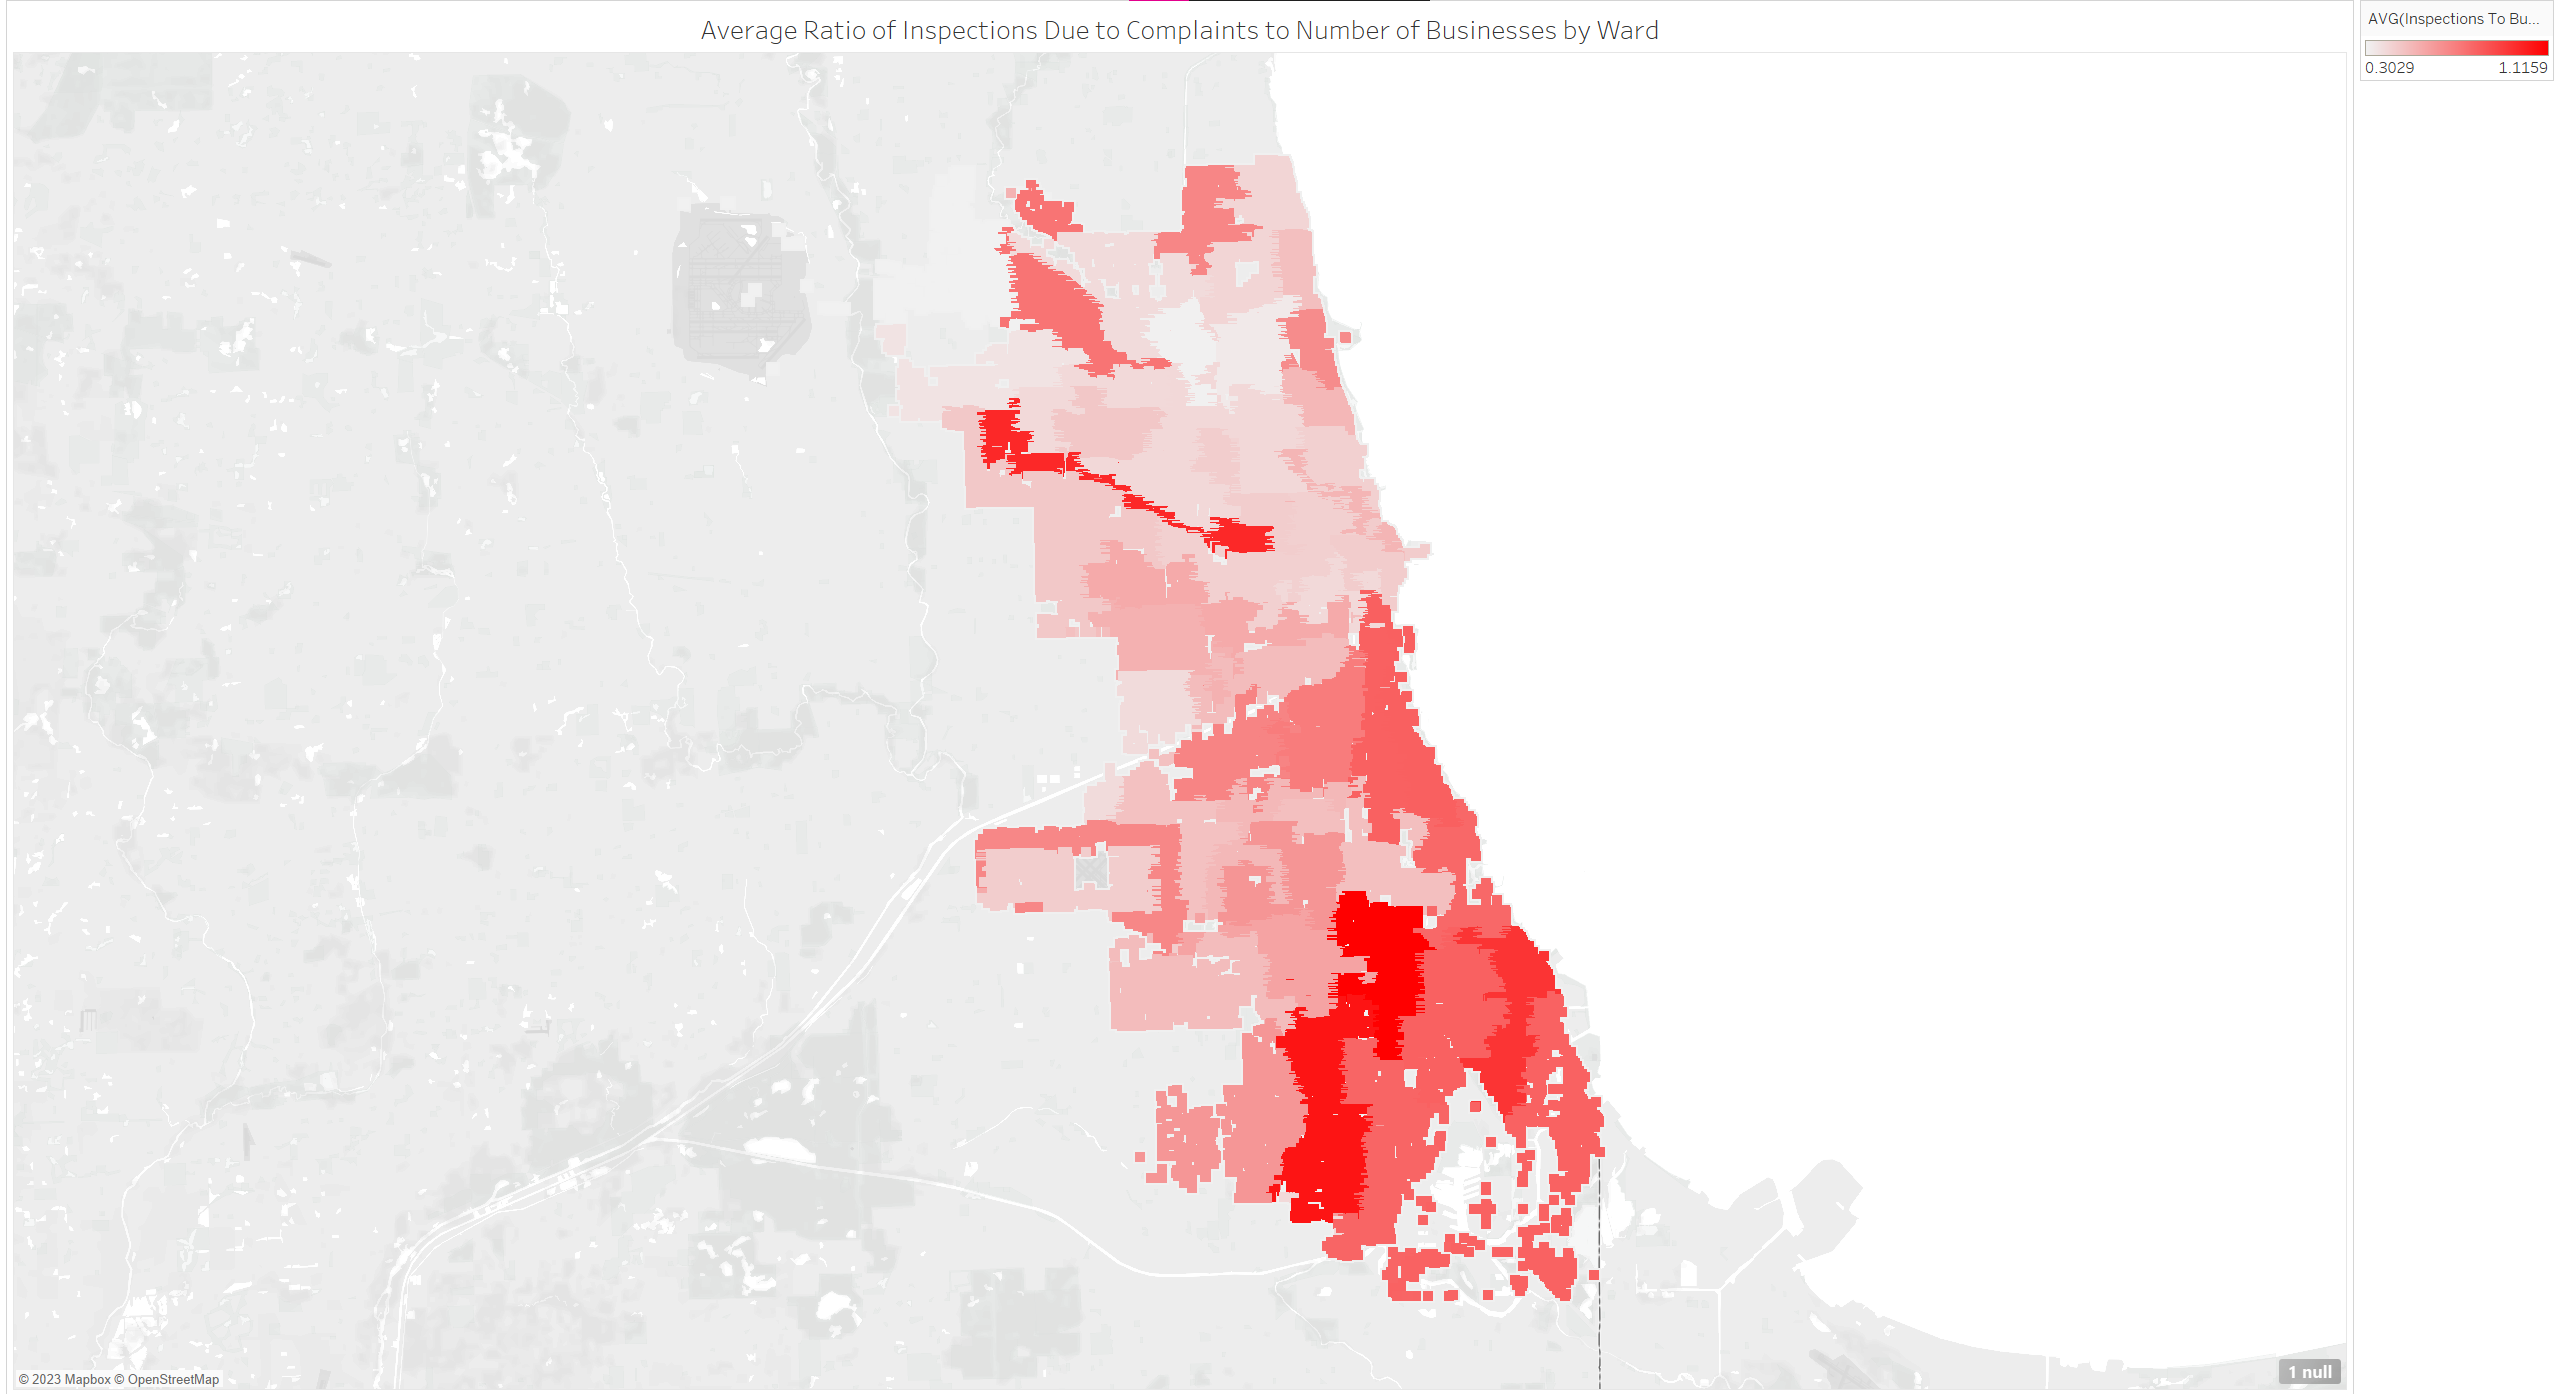 Average Ratio of Inspections Due to Complaints to Number of Businesses by Ward
AVG(Inspections To Bu...
0.3029 1.1159
© 2023 Mapbox © OpenStreetMap
1 null